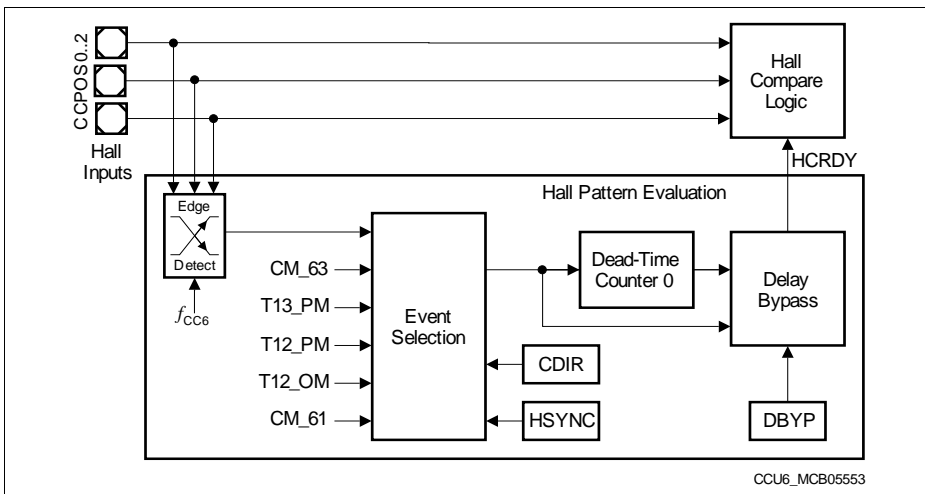 CCPOS0..2
Hall
Inputs
Hall
Compare
Logic
HCRDY
Hall Pattern Evaluation
Edge
Detect
fCC6
CM_63
T13_PM
T12_PM
T12_OM
CM_61
Event
Selection
Dead-Time
Counter 0
Delay
Bypass
CDIR
HSYNC
DBYP
CCU6_MCB05553